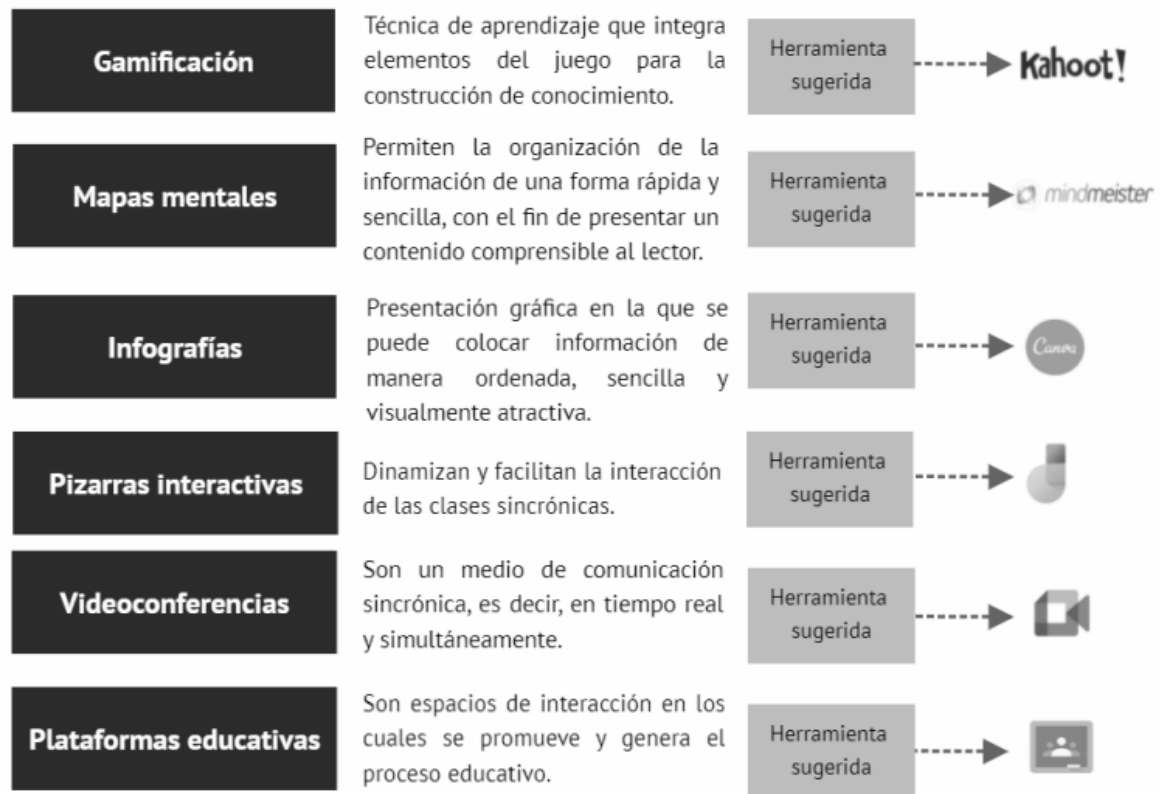 Gamificación
Técnica de aprendizaje que integra
elementos del juego para la
construcción de conocimiento.
Herramienta
sugerida
Kahoot!
Mapas mentales
Permiten la organización de la
información de una forma rápida y
sencilla, con el fin de presentar un
contenido comprensible al lector.
Herramienta
sugerida
mindmeister
Infografías
Presentación gráfica en la que se
puede colocar información de
manera ordenada, sencilla y
visualmente atractiva.
Herramienta
sugerida
Canva
Pizarras interactivas
Dinamizan y facilitan la interacción
de las clases sincrónicas.
Herramienta
sugerida
Videoconferencias
Son un medio de comunicación
sincrónica, es decir, en tiempo real
y simultáneamente.
Herramienta
sugerida
Plataformas educativas
Son espacios de interacción en los
cuales se promueve y genera el
proceso educativo.
Herramienta
sugerida